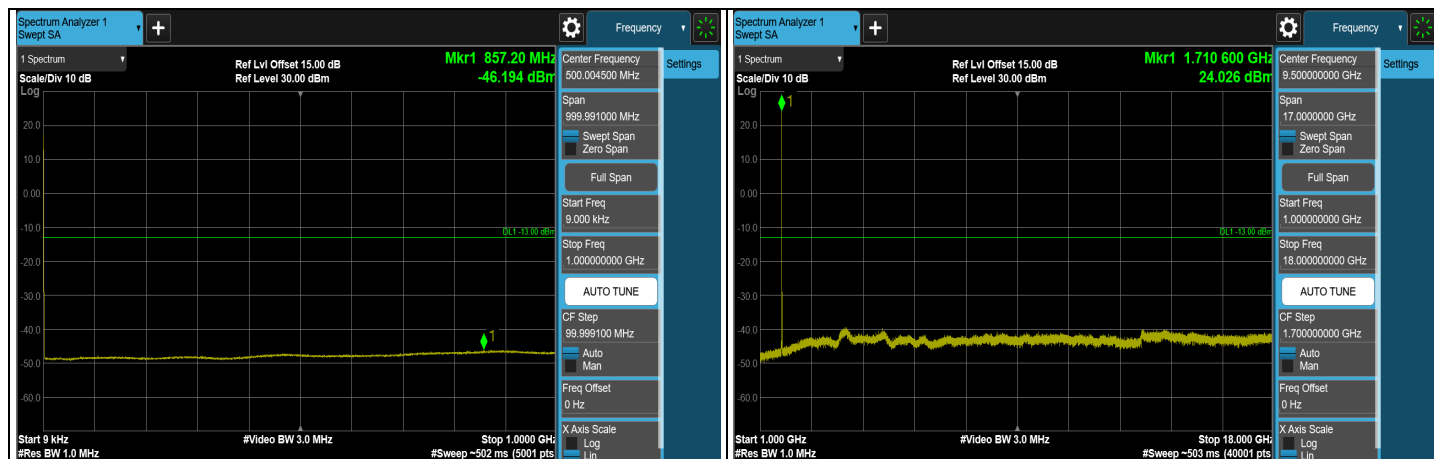 Spectrum Analyzer 1
Swept SA
+
Frequency
1 Spectrum
Scale/Div 10 dB
Ref Lvl Offset 15.00 dB
Ref Level 30.00 dBm
Mkr1 857.20 MHz
-46.194 dBm
Log
1
20.0
10.0
0.00
-10.0
DL1 -13.00 dBm
-20.0
-30.0
-40.0
-50.0
-60.0
Start 9 kHz
#Res BW 1.0 MHz
#Video BW 3.0 MHz
Stop 1.0000 GHz
#Sweep ~502 ms (5001 pts
Center Frequency
500.004500 MHz
Settings
Span
999.991000 MHz
Swept Span
Zero Span
Full Span
Start Freq
9.000 kHz
Stop Freq
1.000000000 GHz
AUTO TUNE
CF Step
99.999100 MHz
Auto
Man
Freq Offset
0 Hz
X Axis Scale
Log
Lin
Spectrum Analyzer 1
Swept SA
+
Frequency
1 Spectrum
Scale/Div 10 dB
Ref Lvl Offset 15.00 dB
Ref Level 30.00 dBm
Mkr1 1.710 600 GHz
24.026 dBm
Log
1
20.0
10.0
0.00
-10.0
DL1 -13.00 dBm
-20.0
-30.0
-40.0
-50.0
-60.0
Start 1.000 GHz
#Res BW 1.0 MHz
#Video BW 3.0 MHz
Stop 18.000 GHz
#Sweep ~503 ms (40001 pts
Center Frequency
9.500000000 GHz
Settings
Span
17.0000000 GHz
Swept Span
Zero Span
Full Span
Start Freq
1.000000000 GHz
Stop Freq
18.000000000 GHz
AUTO TUNE
CF Step
1.700000000 GHz
Auto
Man
Freq Offset
0 Hz
X Axis Scale
Log
Lin